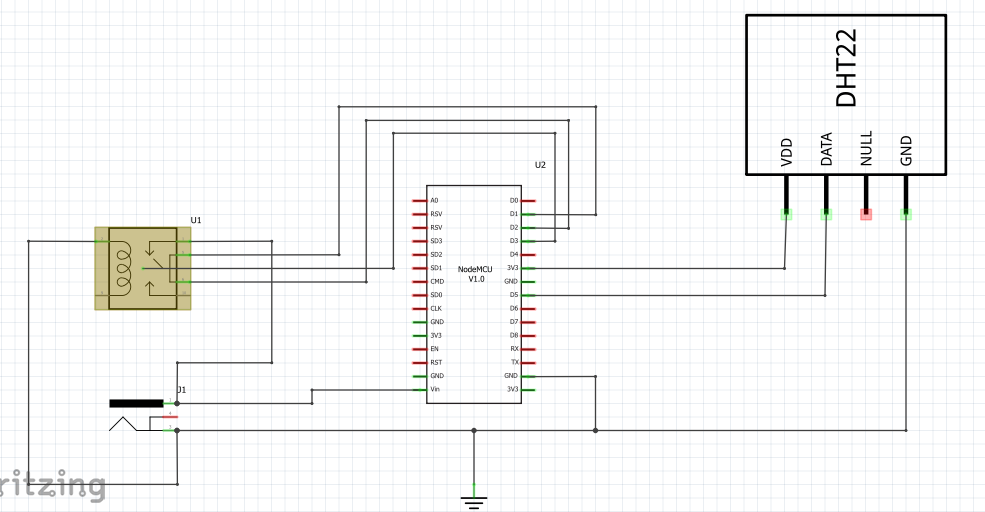 DHT22
VDD
DATA
NULL
GND
U2
U1
NodeMCU
V1.0
A0
RSV
RSV
SD3
SD2
SD1
CMD
SD0
CLK
GND
3V3
EN
RST
GND
Vin
D0
D1
D2
D3
D4
3V3
GND
D5
D6
D7
D8
RX
TX
GND
3V3
J1
ritzing